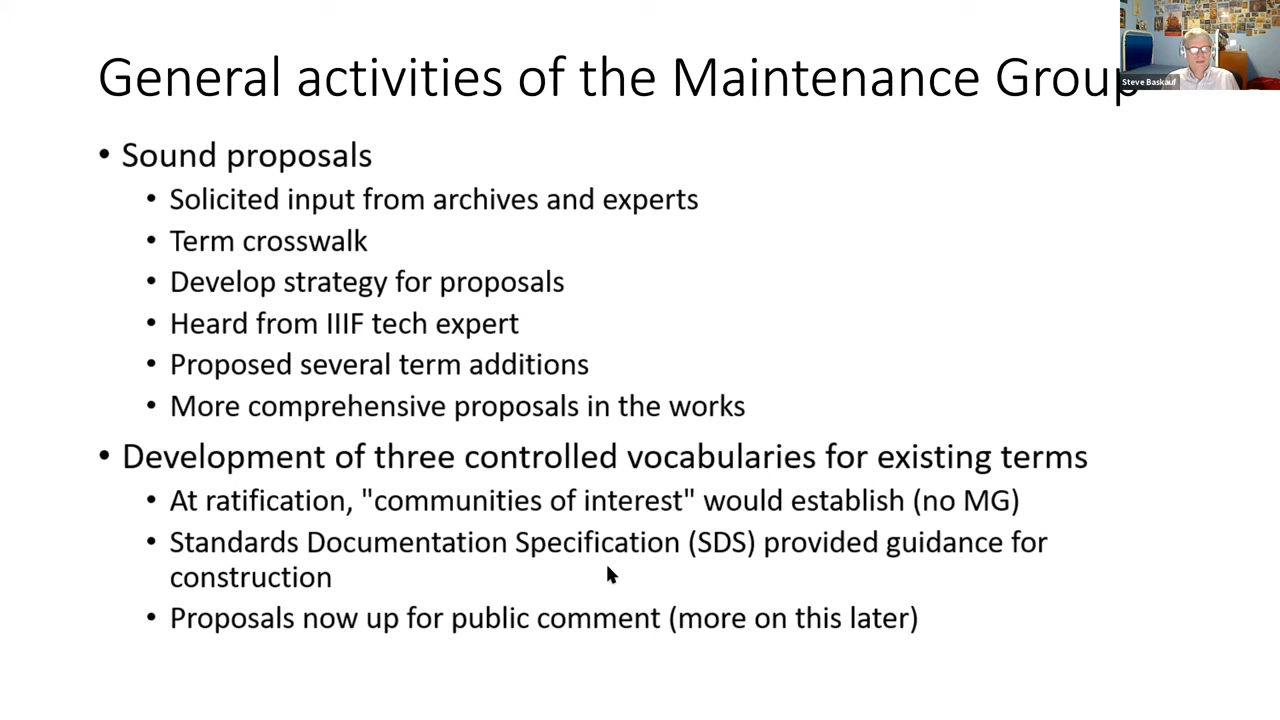 General activities of the Maintenance Group
Steve Baskauf
• Sound proposals
• Solicited input from archives and experts
• Term crosswalk
• Develop strategy for proposals
• Heard from IIIF tech expert
• Proposed several term additions
• More comprehensive proposals in the works
• Development of three controlled vocabularies for existing terms
• At ratification, "communities of interest" would establish (no MG)
• Standards Documentation Specification (SDS) provided guidance for
construction
• Proposals now up for public comment (more on this later)